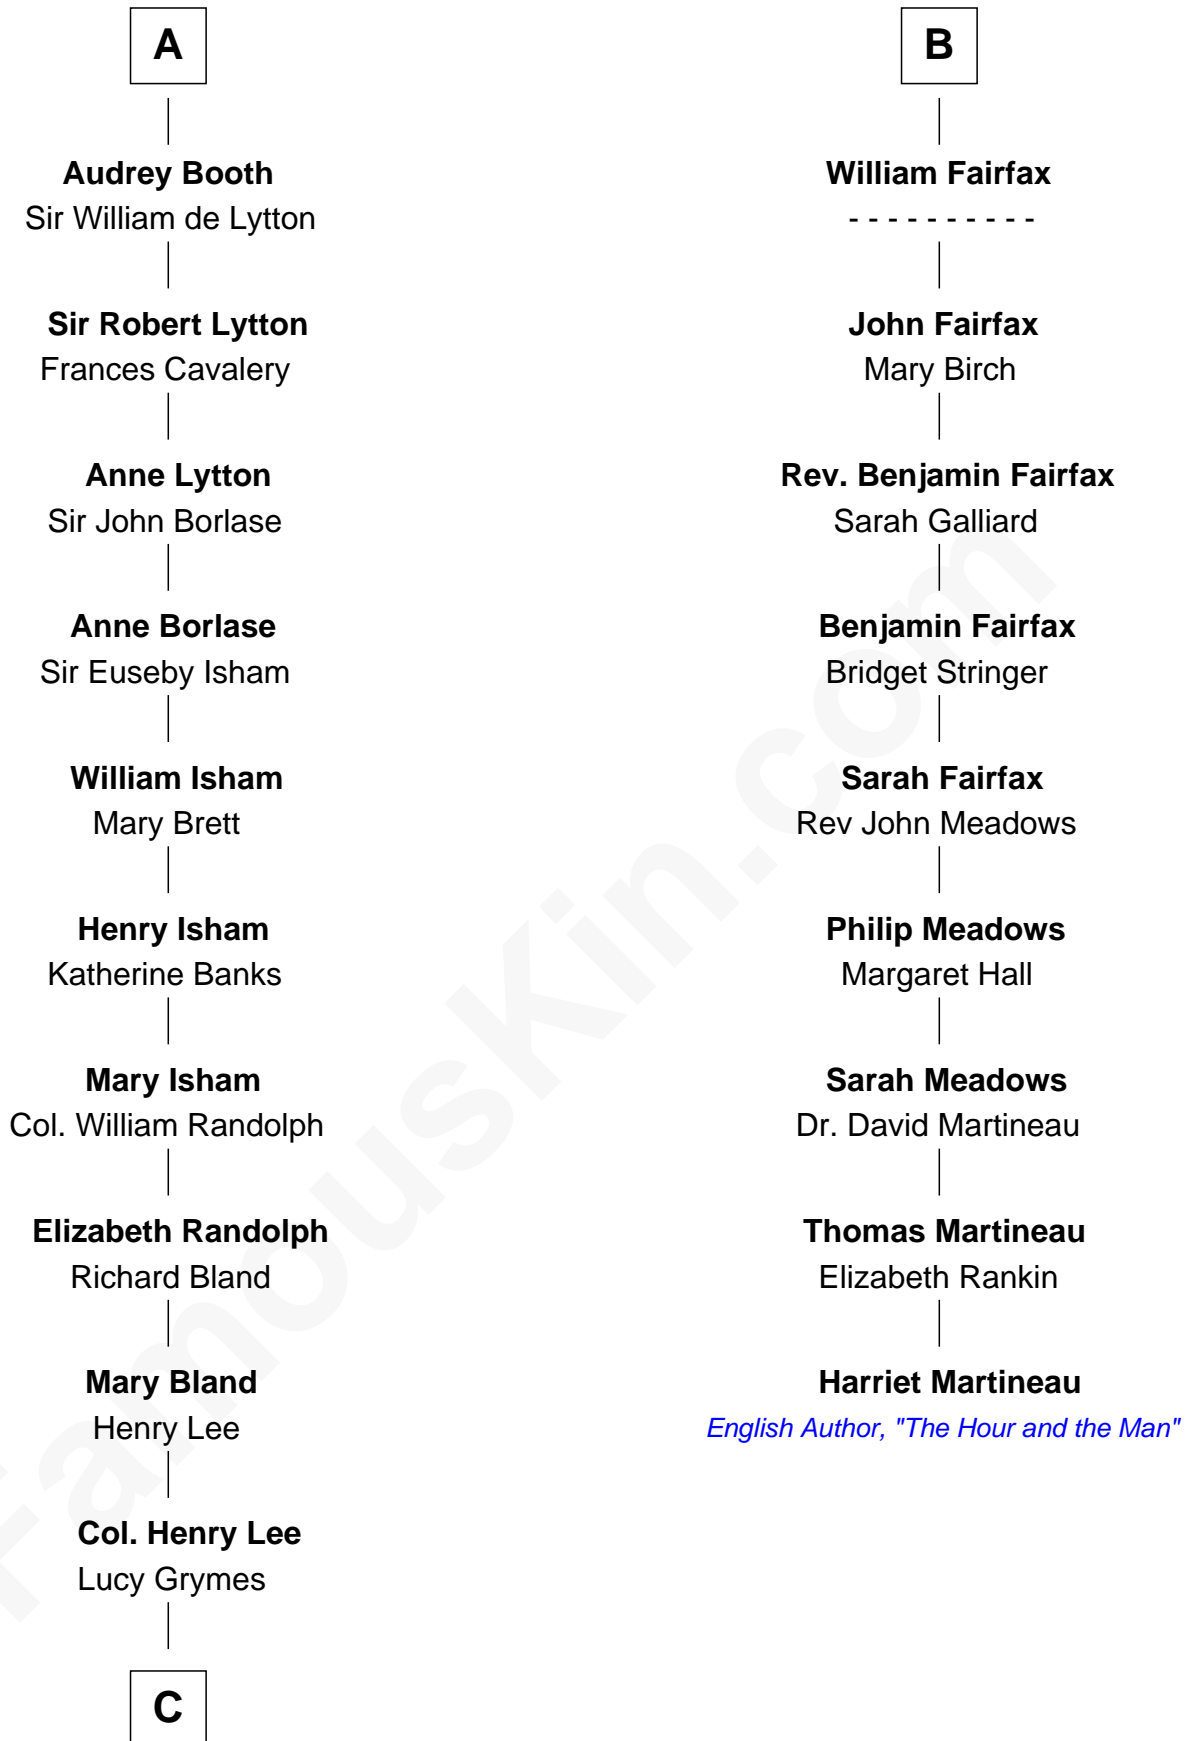 A
Audrey Booth
Sir William de Lytton
Sir Robert Lytton
Frances Cavalery
Anne Lytton
Sir John Borlase
Anne Borlase
Sir Euseby Isham
William Isham
Mary Brett
Henry Isham
Katherine Banks
Mary Isham
Col. William Randolph
Elizabeth Randolph
Richard Bland
Mary Bland
Henry Lee
Col. Henry Lee
Lucy Grymes
C
B
William Fairfax
- - - - - - - - - -
John Fairfax
Mary Birch
Rev. Benjamin Fairfax
Sarah Galliard
Benjamin Fairfax
Bridget Stringer
Sarah Fairfax
Rev John Meadows
Philip Meadows
Margaret Hall
Sarah Meadows
Dr. David Martineau
Thomas Martineau
Elizabeth Rankin
Harriet Martineau
English Author, "The Hour and the Man"
FamousKin.com